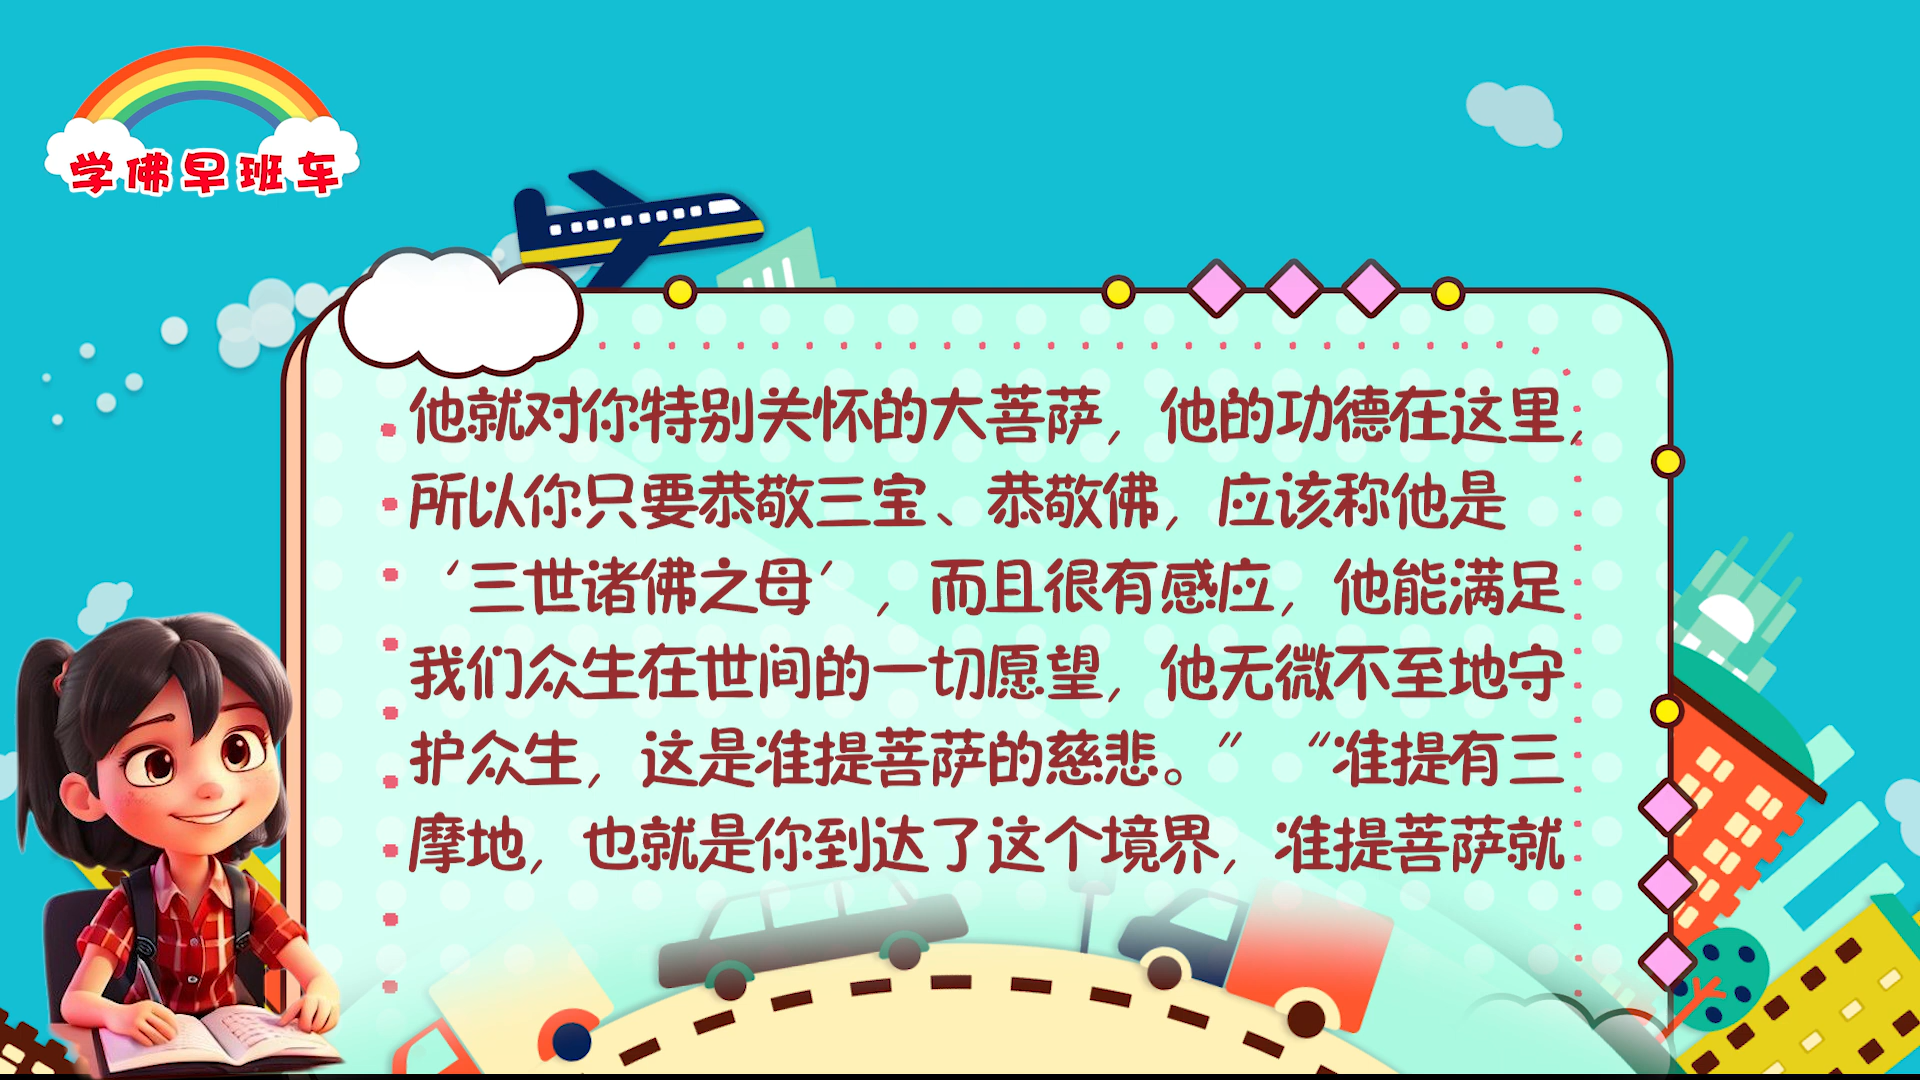 学佛早班车
他就对你特别关怀的大菩萨，他的功德在这里，
所以你只要恭敬三宝、恭敬佛，应该称他是
‘三世诸佛之母’，而且很有感应，他能满足
我们众生在世间的一切愿望，他无微不至地守
护众生，这是准提菩萨的慈悲。”“准提有三
摩地，也就是你到达了这个境界，准提菩萨就